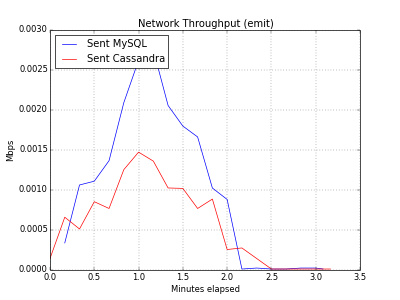 Network Throughput (emit)
0.0030
0.0025
0.0020
0.0015
0.0010
0.0005
0.0000
Mbps
Sent MySQL
Sent Cassandra
0.0 0.5 1.0 1.5 2.0 2.5 3.0 3.5
Minutes elapsed